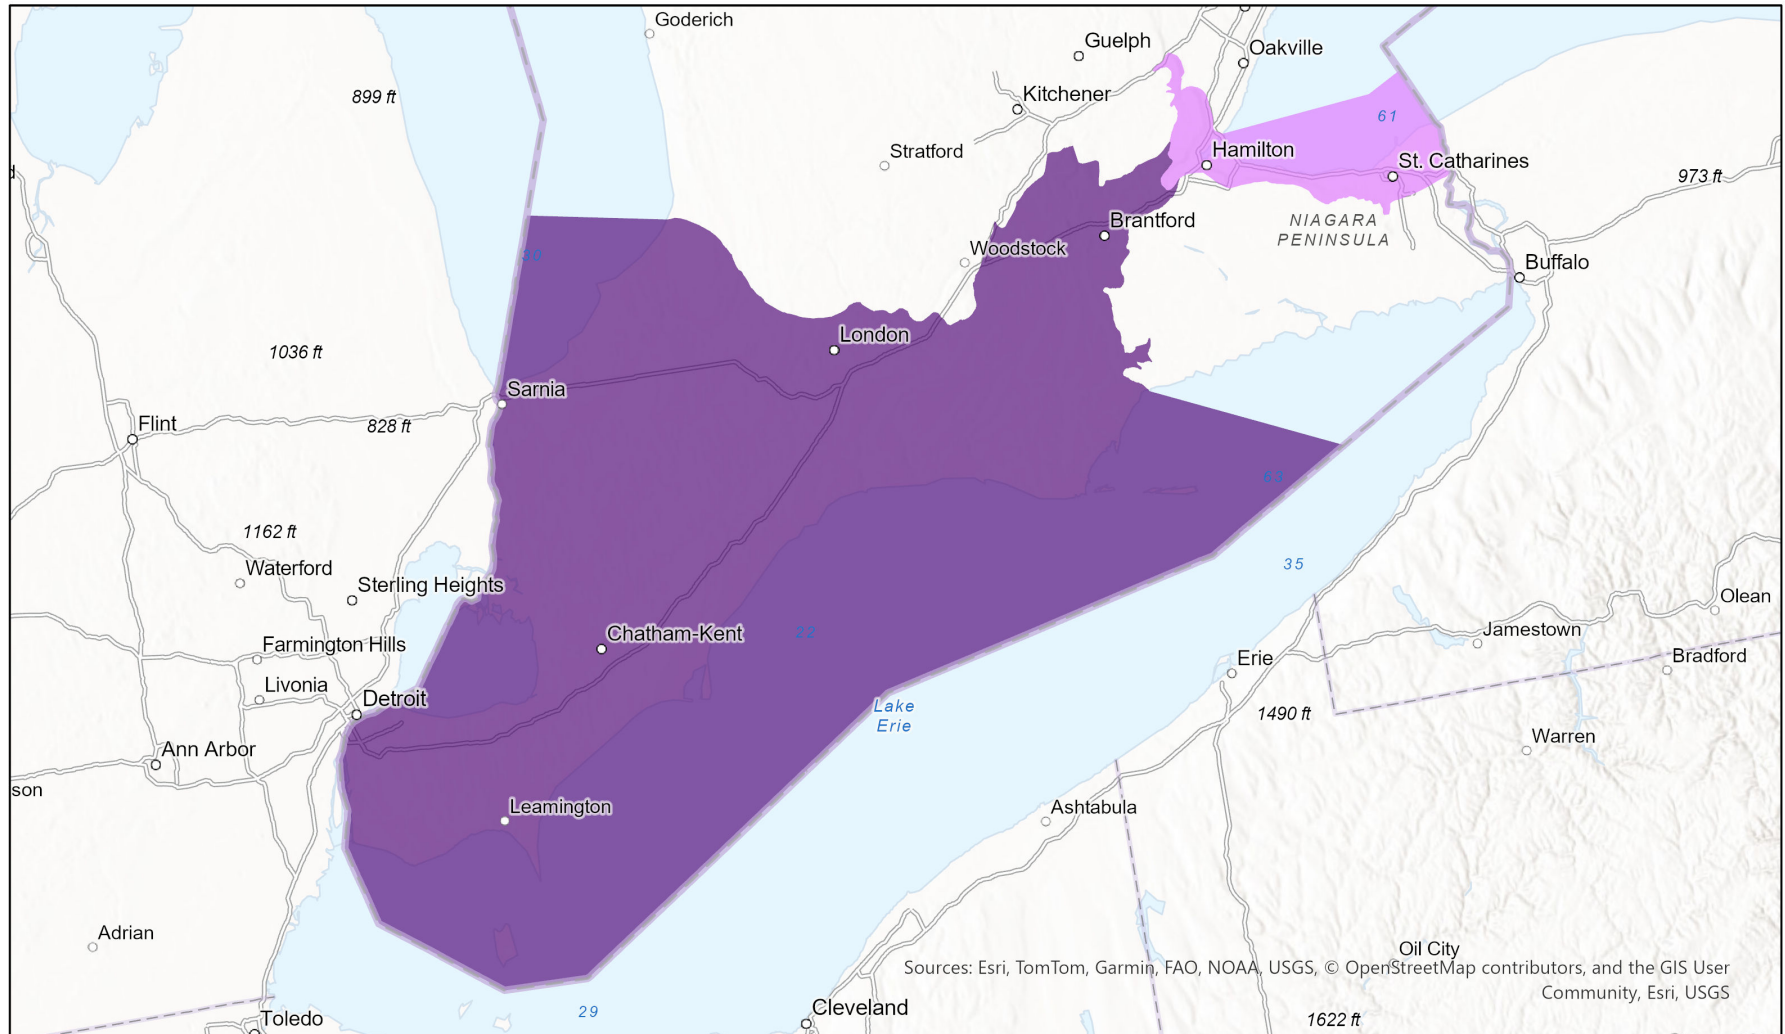 Goderich
Guelph
Oakville
899 ft
Kitchener
61
Stratford
Hamilton
St. Catharines
973 ft
Brantford
NIAGARA
PENINSULA
30
Woodstock
Buffalo
London
1036 ft
Sarnia
Flint
828 ft
63
1162 ft
Waterford
Sterling Heights
35
Olean
Chatham-Kent
22
Jamestown
Farmington Hills
Erie
Bradford
Livonia
Detroit
Lake
Erie
1490 ft
Warren
Ann Arbor
son
Leamington
Ashtabula
Adrian
Oil City
Sources: Esri, TomTom, Garmin, FAO, NOAA, USGS, © OpenStreetMap contributors, and the GIS User
Community, Esri, USGS
29
Cleveland
Toledo
1622 ft